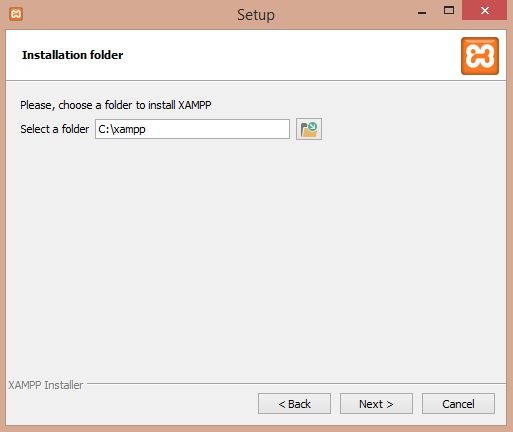 Setup
Installation folder
Please, choose a folder to install XAMPP
Select a folder C:\xampp
XAMPP Installer
< Back Next > Cancel